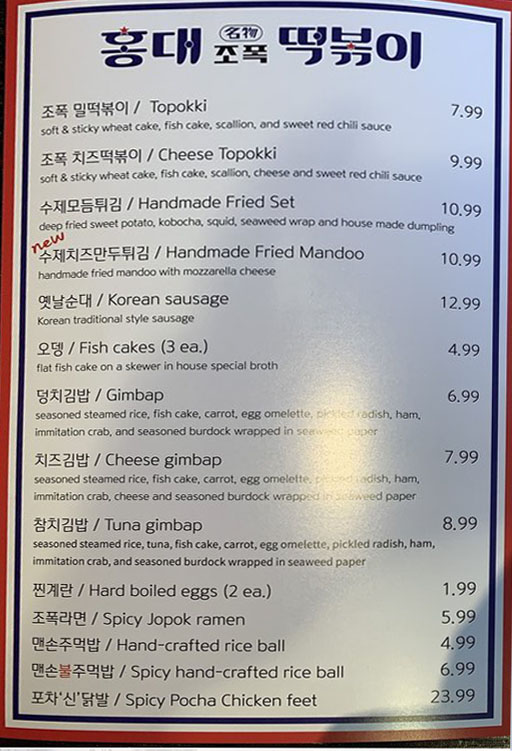 홍대 名物 조폭 떡볶이
조폭 밀떡볶이 / Topokki 7.99
soft & sticky wheat cake, fish cake, scallion, and sweet red chili sauce
조폭 치즈떡볶이 / Cheese Topokki 9.99
soft & sticky wheat cake, fish cake, scallion, cheese and sweet red chili sauce
수제모듬튀김 / Handmade Fried Set 10.99
deep fried sweet potato, kobocha, squid, seaweed wrap and house made dumpling
new
수제치즈만두튀김 / Handmade Fried Mandoo 10.99
handmade fried mandoo with mozzarella cheese
옛날순대 / Korean sausage 12.99
Korean traditional style sausage
오뎅 / Fish cakes (3 ea.) 4.99
flat fish cake on a skewer in house special broth
덩치김밥 / Gimbap 6.99
seasoned steamed rice, fish cake, carrot, egg omelette, pickled radish, ham,
immitation crab, and seasoned burdock wrapped in seaweed paper
치즈김밥 / Cheese gimbap 7.99
seasoned steamed rice, fish cake, carrot, egg omelette, pickled radish, ham,
immitation crab, cheese and seasoned burdock wrapped in seaweed paper
참치김밥 / Tuna gimbap 8.99
seasoned steamed rice, tuna, fish cake, carrot, egg omelette, pickled radish, ham,
immitation crab, and seasoned burdock wrapped in seaweed paper
찐계란 / Hard boiled eggs (2 ea.) 1.99
조폭라면 / Spicy Jopok ramen 5.99
맨손주먹밥 / Hand-crafted rice ball 4.99
맨손불주먹밥 / Spicy hand-crafted rice ball 6.99
포차'신'닭발 / Spicy Pocha Chicken feet 23.99